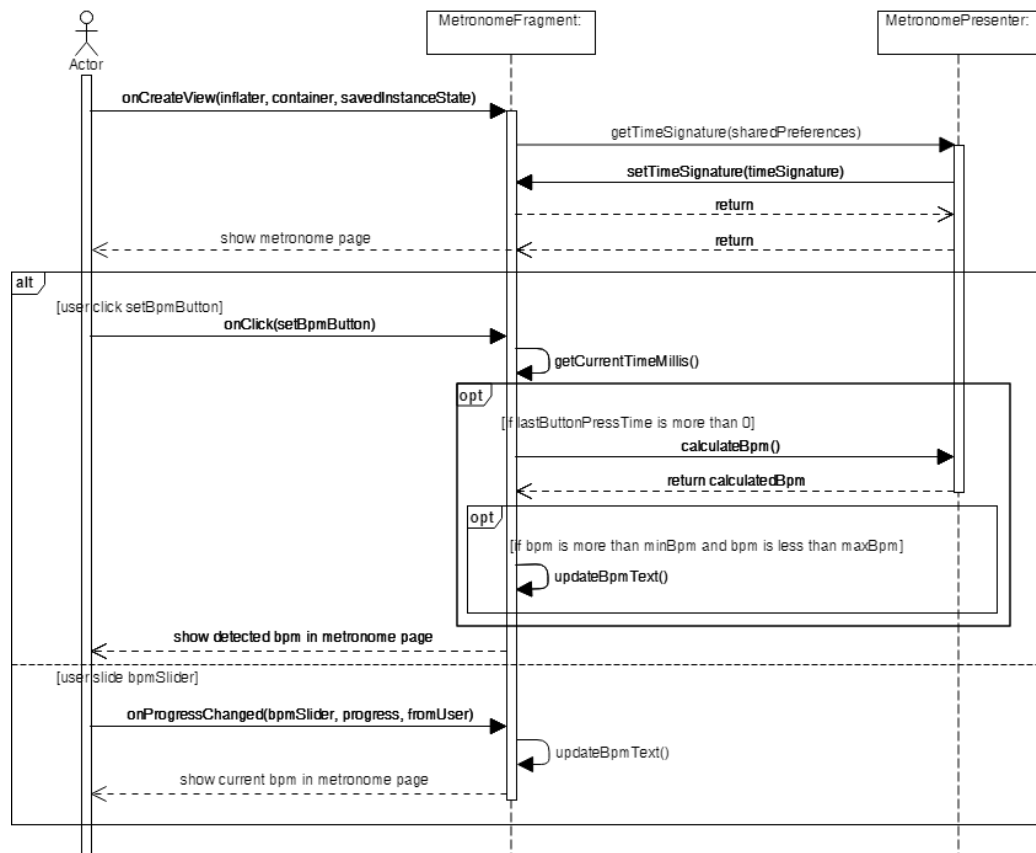 MetronomeFragment:
MetronomePresenter:
Actor
onCreateView(inflater, container, savedInstanceState)
getTimeSignature(sharedPreferences)
setTimeSignature(timeSignature)
return
show metronome page
return
alt
[user click setBpmButton]
onClick(setBpmButton)
getCurrentTimeMillis()
opt
[if lastButtonPressTime is more than 0]
calculateBpm()
return calculatedBpm
opt
[if bpm is more than minBpm and bpm is less than maxBpm]
updateBpmText()
show detected bpm in metronome page
[user slide bpmSlider]
onProgressChanged(bpmSlider, progress, fromUser)
updateBpmText()
show current bpm in metronome page